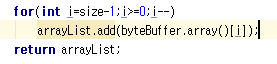 for(int i=size-1;i>=0;i--)
arrayList.add(byteBuffer.array()[i]);
return arrayList;